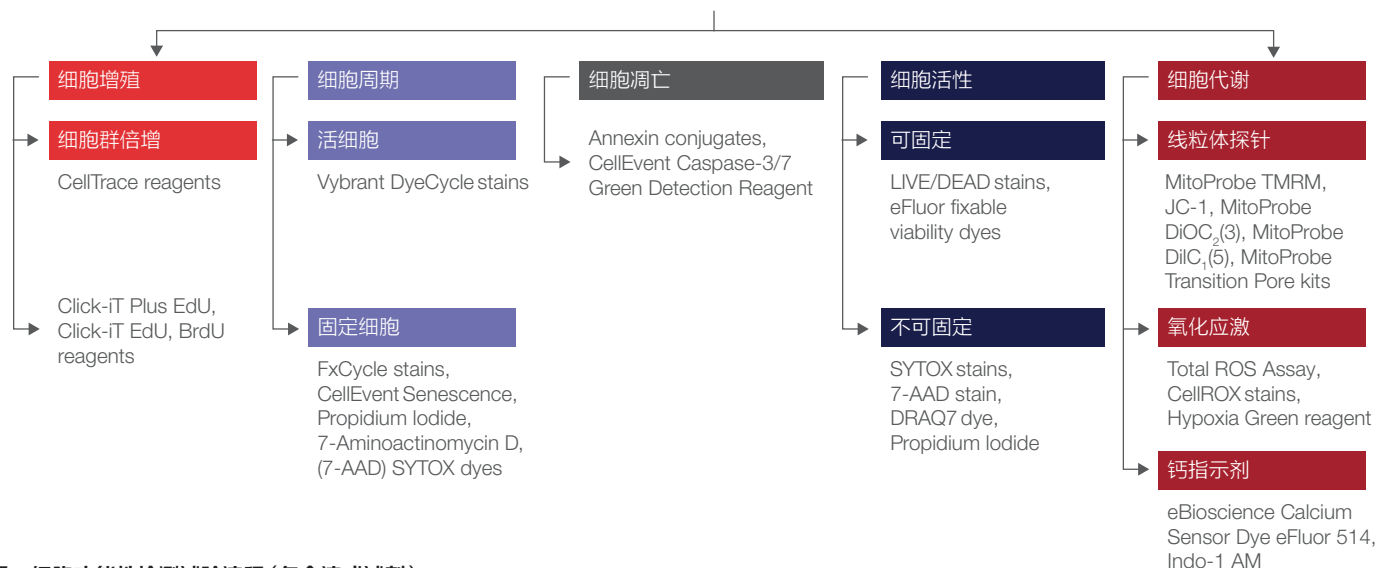 细胞增殖
细胞群倍增
CellTrace reagents
Click-iT Plus EdU,
Click-iT EdU, BrdU
reagents
细胞周期
活细胞
Vybrant DyeCycle stains
固定细胞
FxCycle stains,
CellEvent Senescence,
Propidium Iodide,
7-Aminoactinomycin D,
(7-AAD) SYTOX dyes
细胞凋亡
Annexin conjugates,
CellEvent Caspase-3/7
Green Detection Reagent
细胞活性
可固定
LIVE/DEAD stains,
eFluor fixable
viability dyes
不可固定
SYTOX stains,
7-AAD stain,
DRAQ7 dye,
Propidium Iodide
细胞代谢
线粒体探针
MitoProbe TMRM,
JC-1, MitoProbe
DiOC₂(3), MitoProbe
DiIC₁(5), MitoProbe
Transition Pore kits
氧化应激
Total ROS Assay,
CellROX stains,
Hypoxia Green reagent
钙指示剂
eBioscience Calcium
Sensor Dye eFluor 514,
Indo-1 AM